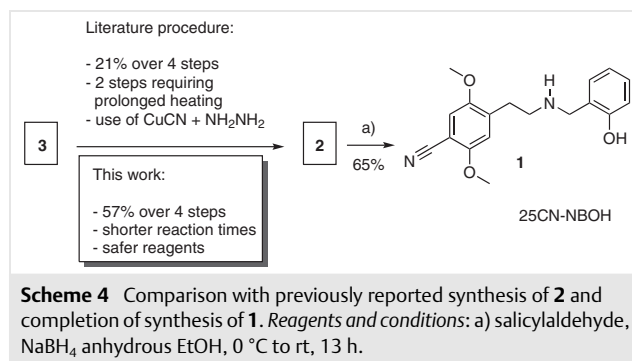 Literature procedure:
- 21% over 4 steps
- 2 steps requiring
prolonged heating
- use of CuCN + NH2NH2
3
2
a)
65%
This work:
- 57% over 4 steps
- shorter reaction times
- safer reagents
O
H
N
N
O
OH
1
25CN-NBOH
Scheme 4 Comparison with previously reported synthesis of 2 and
completion of synthesis of 1. Reagents and conditions: a) salicylaldehyde,
NaBH4 anhydrous EtOH, 0 °C to rt, 13 h.